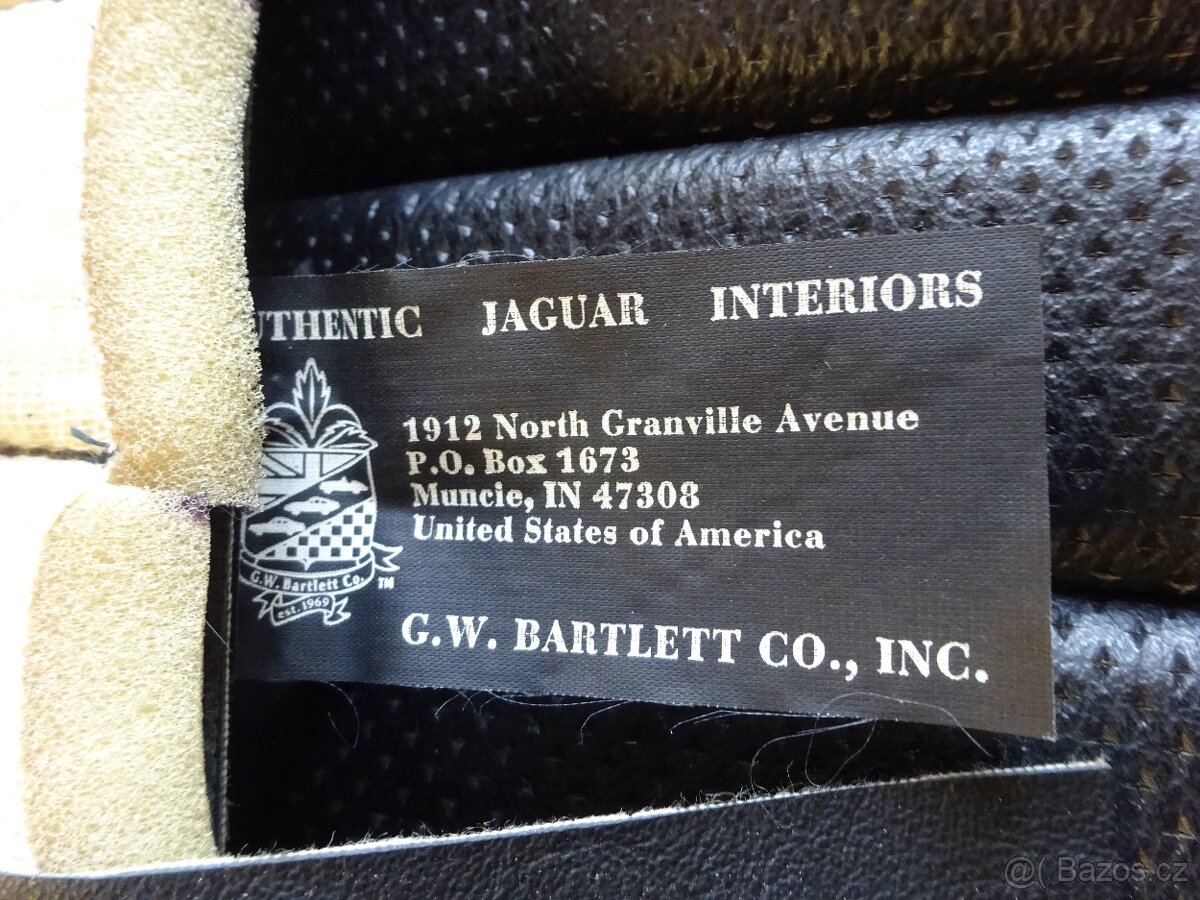 UTHENTIC JAGUAR INTERIORS
1912 North Granville Avenue
P.O. Box 1673
Muncie, IN 47308
United States of America
G.W. Bartlett Co. TM
est. 1969
G.W. BARTLETT CO., INC.
@( Bazos.cz